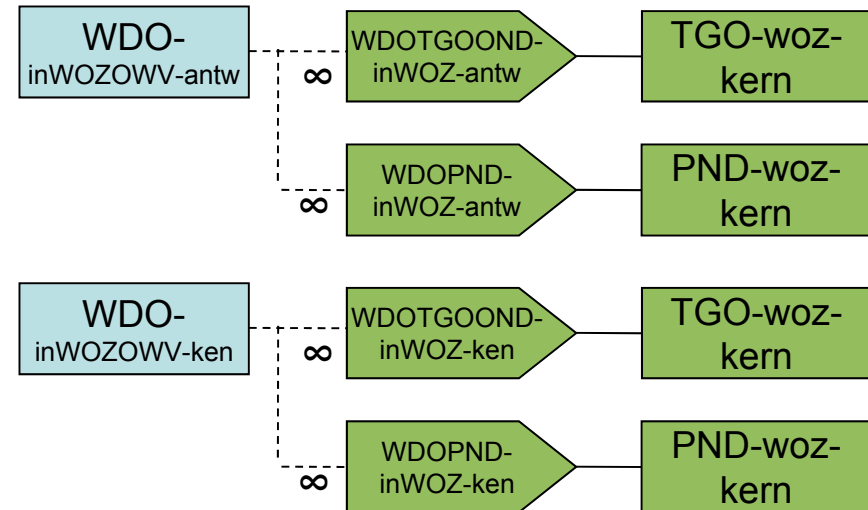 WDO-
inWOZOWV-antw
∞
WDOTGOOND-
inWOZ-antw
TGO-woz-
kern
∞
WDOPND-
inWOZ-antw
PND-woz-
kern
WDO-
inWOZOWV-ken
∞
WDOTGOOND-
inWOZ-ken
TGO-woz-
kern
∞
WDOPND-
inWOZ-ken
PND-woz-
kern